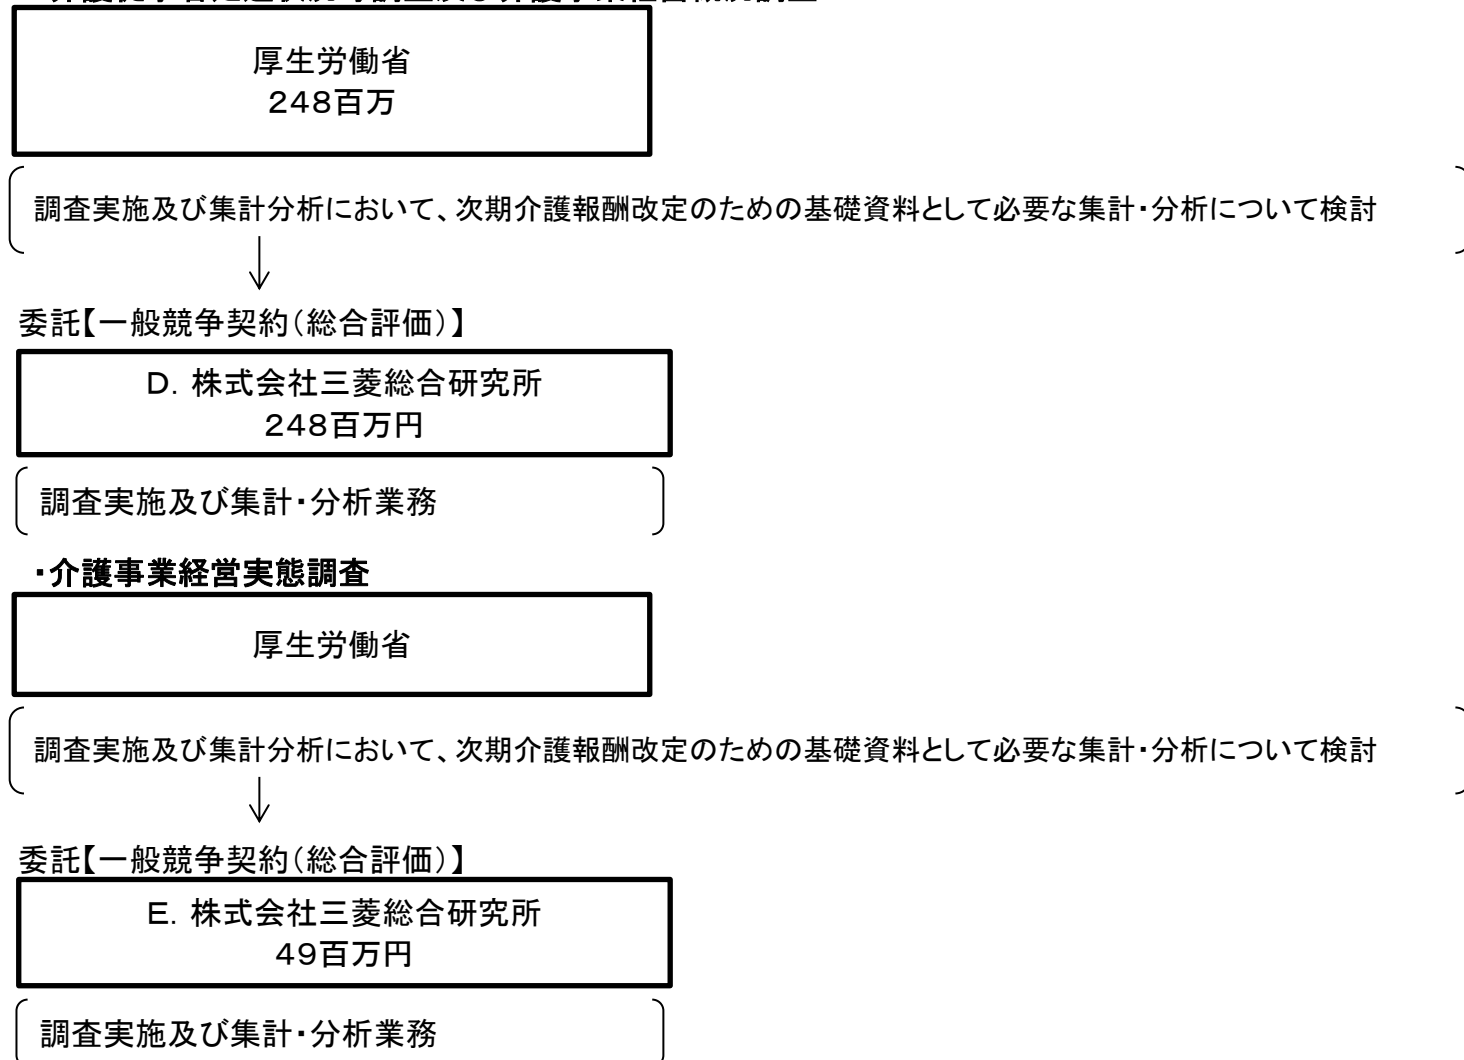 厚生労働省
248百万
調査実施及び集計分析において、次期介護報酬改定のための基礎資料として必要な集計・分析について検討
委託【一般競争契約（総合評価）】
D．株式会社三菱総合研究所
248百万円
調査実施及び集計・分析業務
・介護事業経営実態調査
厚生労働省
調査実施及び集計分析において、次期介護報酬改定のための基礎資料として必要な集計・分析について検討
委託【一般競争契約（総合評価）】
E．株式会社三菱総合研究所
49百万円
調査実施及び集計・分析業務